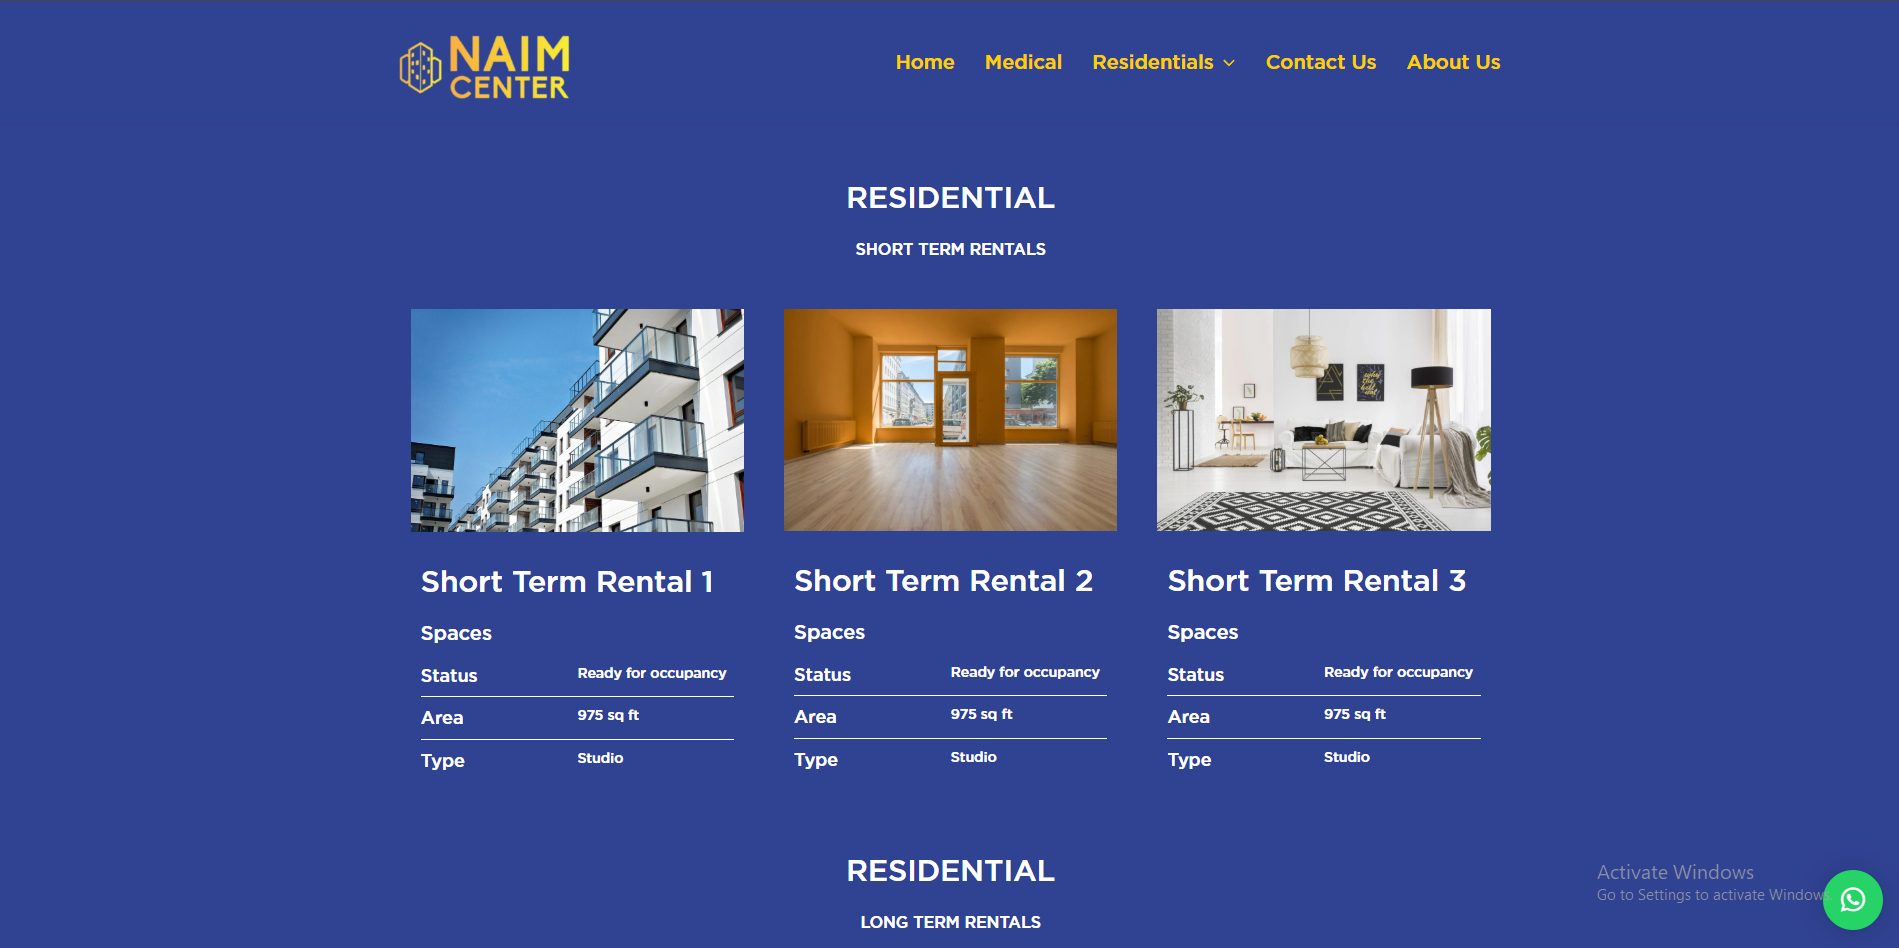 NAIM
CENTER
Home Medical Residentials Contact Us About Us
RESIDENTIAL
SHORT TERM RENTALS
Short Term Rental 1
Spaces
Status Ready for occupancy
Area 975 sq ft
Type Studio
Short Term Rental 2
Spaces
Status Ready for occupancy
Area 975 sq ft
Type Studio
Short Term Rental 3
Spaces
Status Ready for occupancy
Area 975 sq ft
Type Studio
RESIDENTIAL
LONG TERM RENTALS
Activate Windows
Go to Settings to activate Windows.